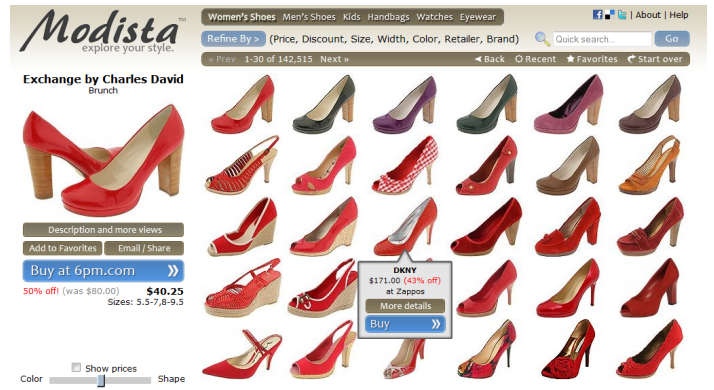 Modista™
explore your style.
Women's Shoes Men's Shoes Kids Handbags Watches Eyewear
| About | Help
Refine By > (Price, Discount, Size, Width, Color, Retailer, Brand)
Quick search...
Go
« Prev 1-30 of 142,515 Next »
Back Recent Favorites Start over
Exchange by Charles David
Brunch
Description and more views
Add to Favorites
Email / Share
Buy at 6pm.com »
50% off! (was $80.00) $40.25
Sizes: 5.5-7,8-9.5
DKNY
$171.00 (43% off)
at Zappos
More details
Buy »
Show prices
Color Shape